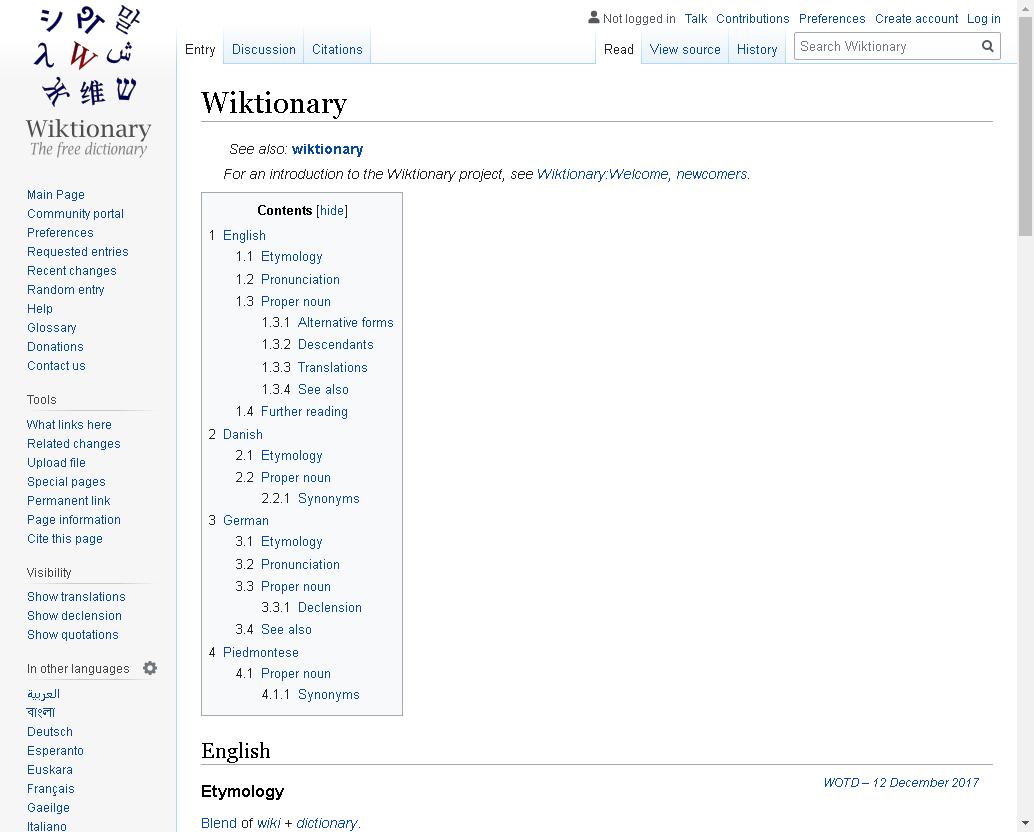 Wiktionary
The free dictionary
Not logged in Talk Contributions Preferences Create account Log in
Entry Discussion Citations Read View source History Search Wiktionary
Main Page
Community portal
Preferences
Requested entries
Recent changes
Random entry
Help
Glossary
Donations
Contact us
Tools
What links here
Related changes
Upload file
Special pages
Permanent link
Page information
Cite this page
Visibility
Show translations
Show declension
Show quotations
In other languages
العربية
বাংলা
Deutsch
Esperanto
Euskara
Français
Gaeilge
Italiano
Wiktionary
See also: wiktionary
For an introduction to the Wiktionary project, see Wiktionary:Welcome, newcomers.
Contents [hide]
1 English
1.1 Etymology
1.2 Pronunciation
1.3 Proper noun
1.3.1 Alternative forms
1.3.2 Descendants
1.3.3 Translations
1.3.4 See also
1.4 Further reading
2 Danish
2.1 Etymology
2.2 Proper noun
2.2.1 Synonyms
3 German
3.1 Etymology
3.2 Pronunciation
3.3 Proper noun
3.3.1 Declension
3.4 See also
4 Piedmontese
4.1 Proper noun
4.1.1 Synonyms
English
WOTD – 12 December 2017
Etymology
Blend of wiki + dictionary.